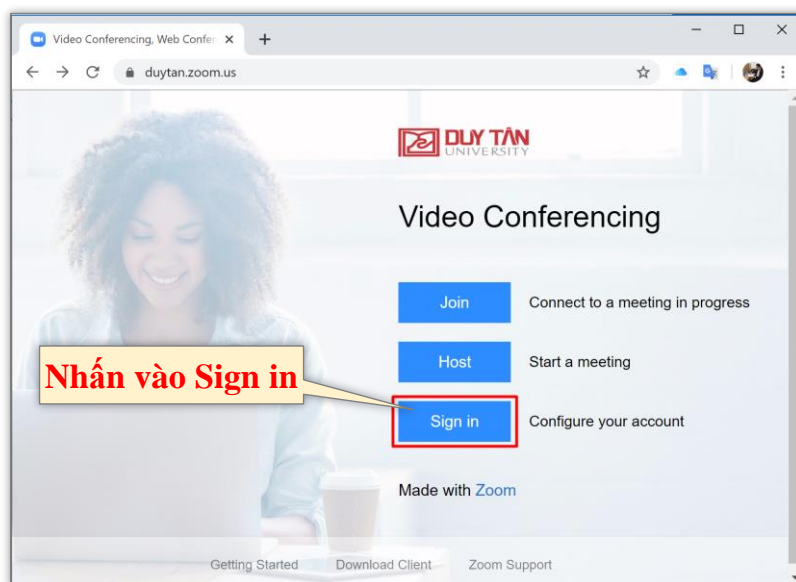 Video Conferencing, Web Confer
duytan.zoom.us
DUY TÂN
UNIVERSITY
Video Conferencing
Join Connect to a meeting in progress
Host Start a meeting
Nhấn vào Sign in
Sign in Configure your account
Made with Zoom
Getting Started Download Client Zoom Support